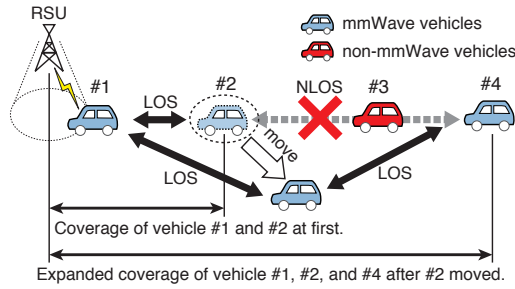 RSU
mmWave vehicles
non-mmWave vehicles
#1
#2
NLOS
#3
#4
LOS
move
LOS
LOS
Coverage of vehicle #1 and #2 at first.
Expanded coverage of vehicle #1, #2, and #4 after #2 moved.